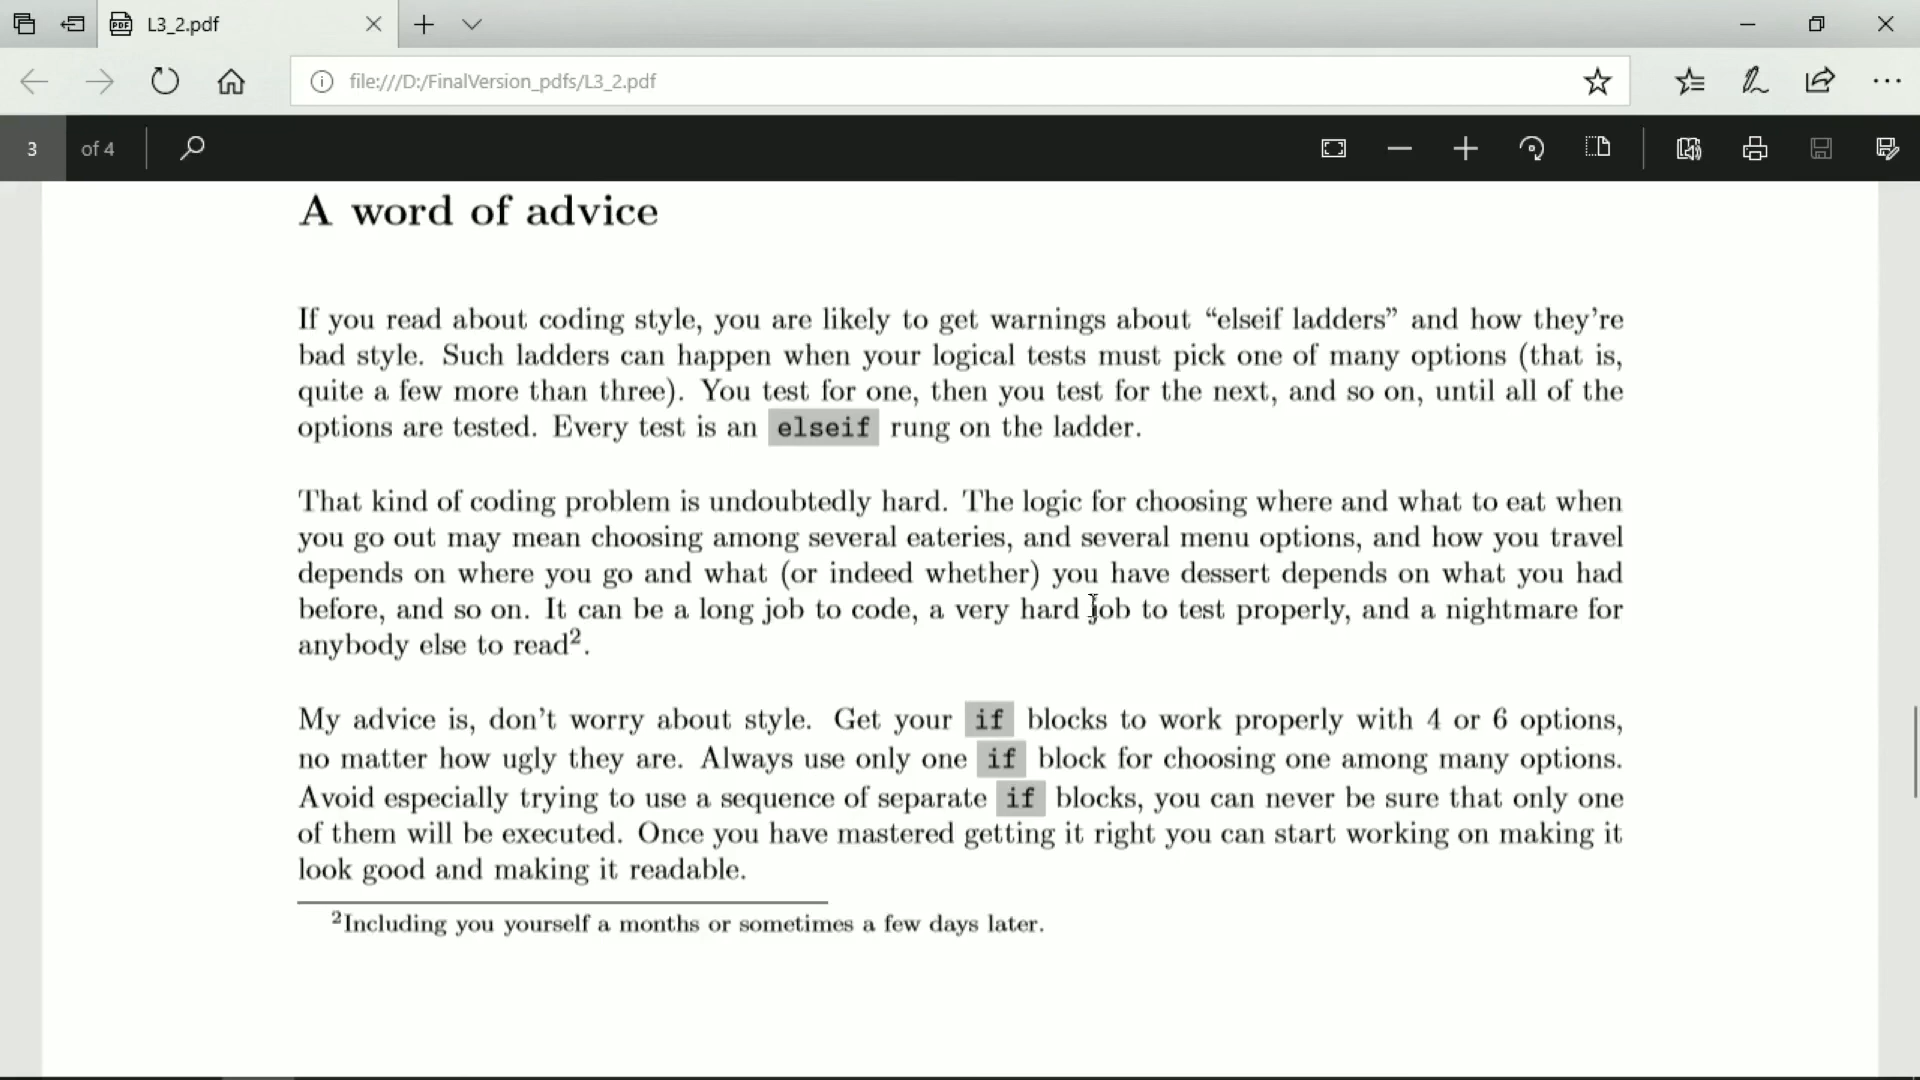 L3_2.pdf
file:///D:/FinalVersion_pdfs/L3_2.pdf
3 of 4
A word of advice
If you read about coding style, you are likely to get warnings about “elseif ladders” and how they’re
bad style. Such ladders can happen when your logical tests must pick one of many options (that is,
quite a few more than three). You test for one, then you test for the next, and so on, until all of the
options are tested. Every test is an elseif rung on the ladder.
That kind of coding problem is undoubtedly hard. The logic for choosing where and what to eat when
you go out may mean choosing among several eateries, and several menu options, and how you travel
depends on where you go and what (or indeed whether) you have dessert depends on what you had
before, and so on. It can be a long job to code, a very hard job to test properly, and a nightmare for
anybody else to read².
My advice is, don’t worry about style. Get your if blocks to work properly with 4 or 6 options,
no matter how ugly they are. Always use only one if block for choosing one among many options.
Avoid especially trying to use a sequence of separate if blocks, you can never be sure that only one
of them will be executed. Once you have mastered getting it right you can start working on making it
look good and making it readable.
²Including you yourself a months or sometimes a few days later.